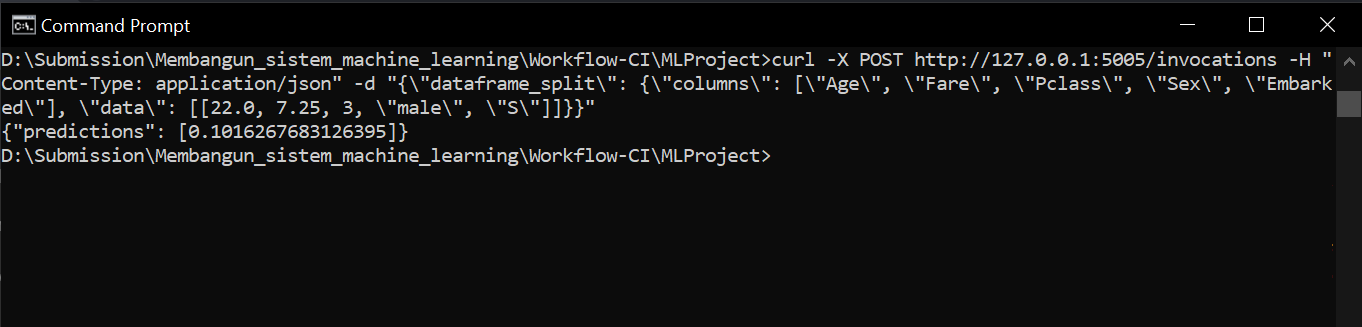 Command Prompt
D:\Submission\Membangun_sistem_machine_learning\Workflow-CI\MLProject>curl -X POST http://127.0.0.1:5005/invocations -H "
Content-Type: application/json" -d "{\"dataframe_split\": {\"columns\": [\"Age\", \"Fare\", \"Pclass\", \"Sex\", \"Embark
ed\"], \"data\": [[22.0, 7.25, 3, \"male\", \"S\"]]}}"
{"predictions": [0.1016267683126395]}
D:\Submission\Membangun_sistem_machine_learning\Workflow-CI\MLProject>